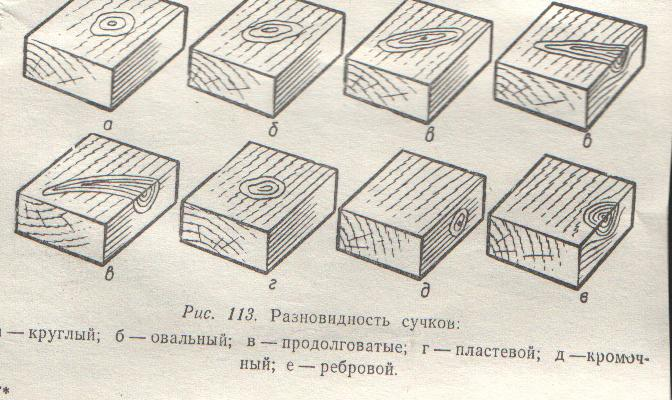 а
б
в
в
в
г
д
е
Рис. 113. Разновидность сучков:
— круглый; б — овальный; в — продолговатые; г — пластевой; д — кромоч-
ный; е — ребровой.
*